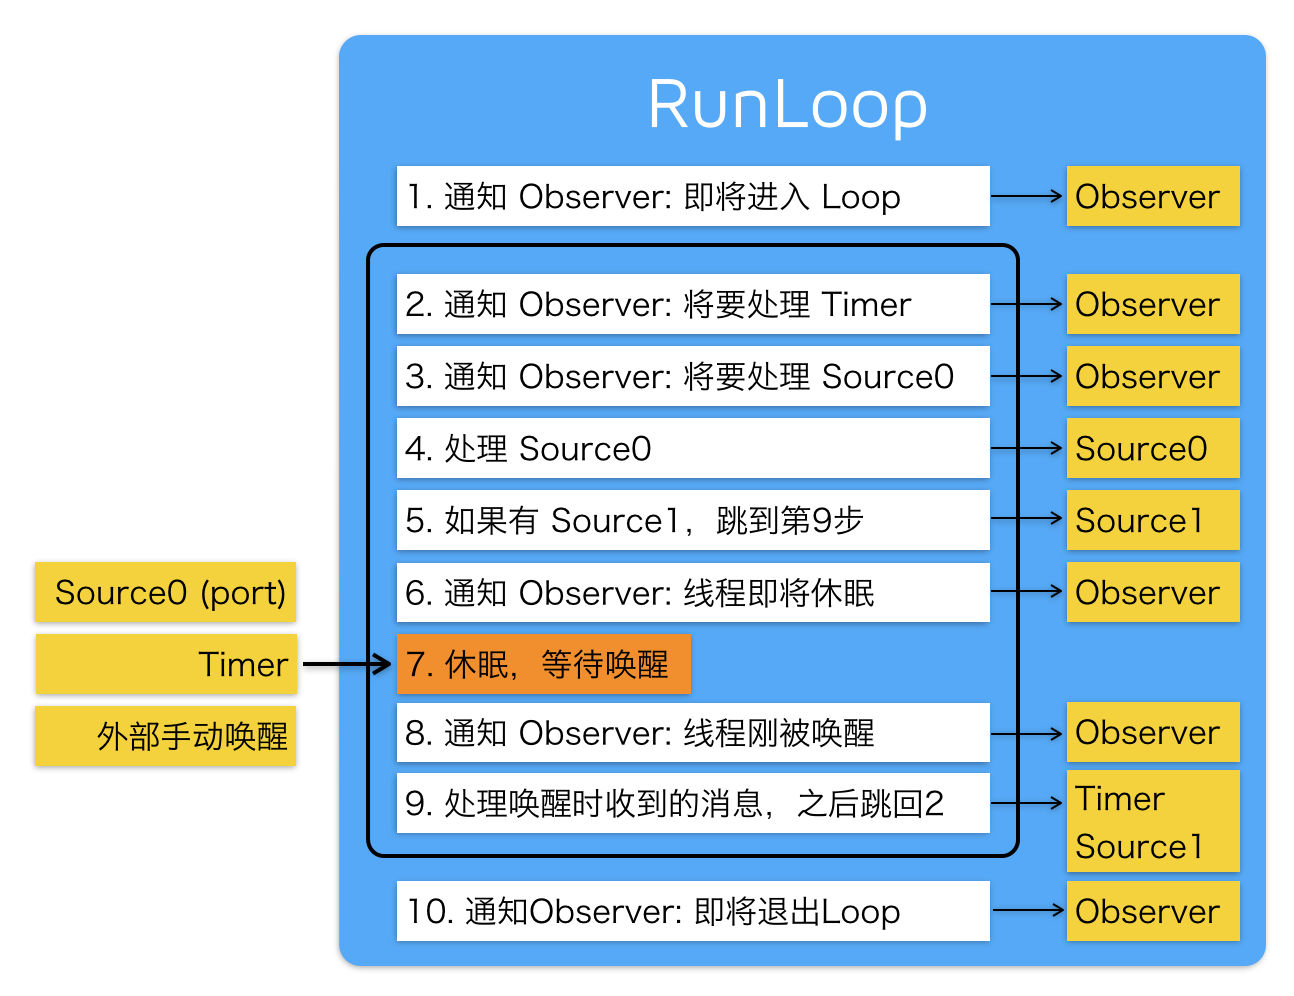 RunLoop
1. 通知 Observer: 即将进入 Loop
Observer
2. 通知 Observer: 将要处理 Timer
Observer
3. 通知 Observer: 将要处理 Source0
Observer
4. 处理 Source0
Source0
5. 如果有 Source1，跳到第9步
Source1
Source0 (port)
6. 通知 Observer: 线程即将休眠
Observer
Timer
7. 休眠，等待唤醒
外部手动唤醒
8. 通知 Observer: 线程刚被唤醒
Observer
9. 处理唤醒时收到的消息，之后跳回2
Timer
Source1
10. 通知Observer: 即将退出Loop
Observer